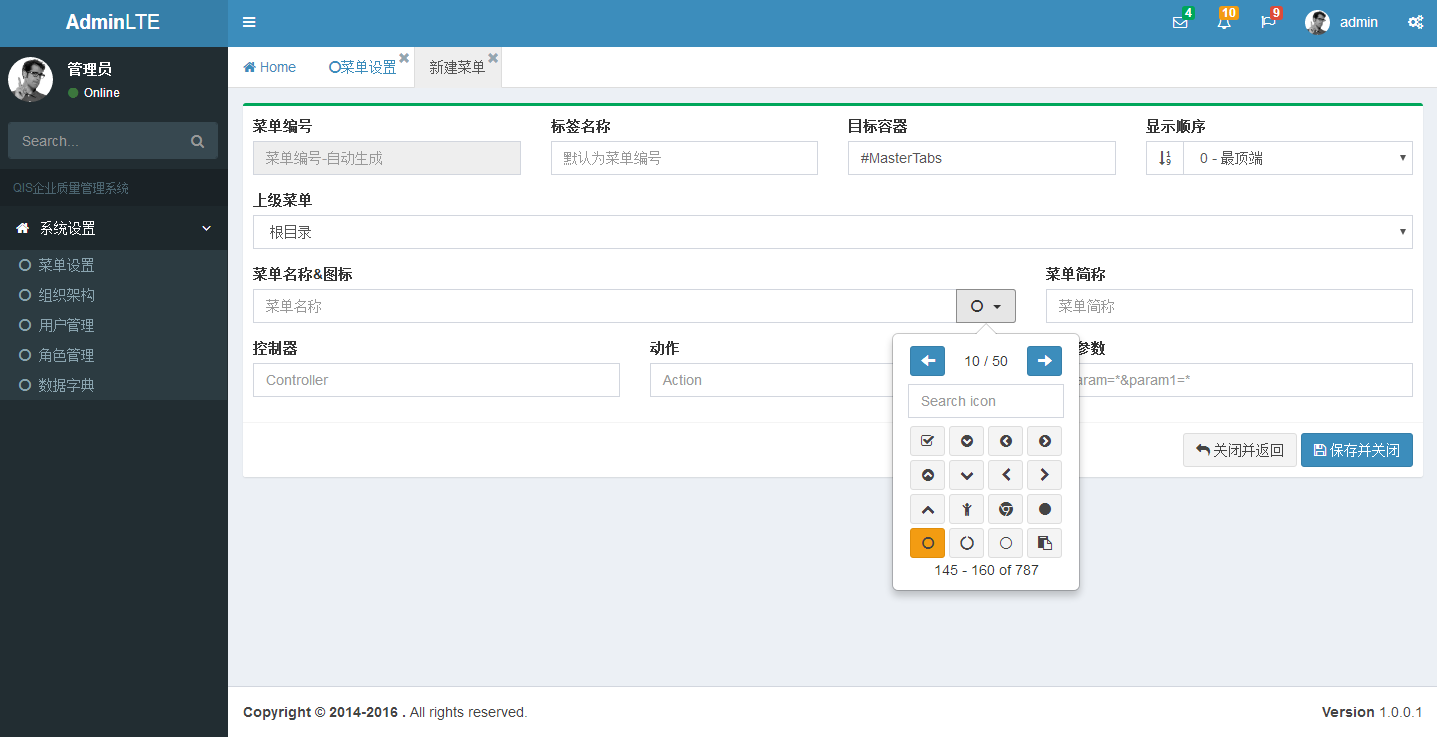 AdminLTE
4
10
9
admin
管理员
Online
Home
菜单设置
新建菜单
Search...
QIS企业质量管理系统
系统设置
菜单设置
组织架构
用户管理
角色管理
数据字典
菜单编号
标签名称
目标容器
显示顺序
菜单编号-自动生成
默认为菜单编号
#MasterTabs
0 - 最顶端
上级菜单
根目录
菜单名称&图标
菜单简称
菜单名称
菜单简称
控制器
动作
参数
Controller
Action
aram=*&param1=*
10 / 50
Search icon
145 - 160 of 787
关闭并返回
保存并关闭
Copyright © 2014-2016 . All rights reserved.
Version 1.0.0.1